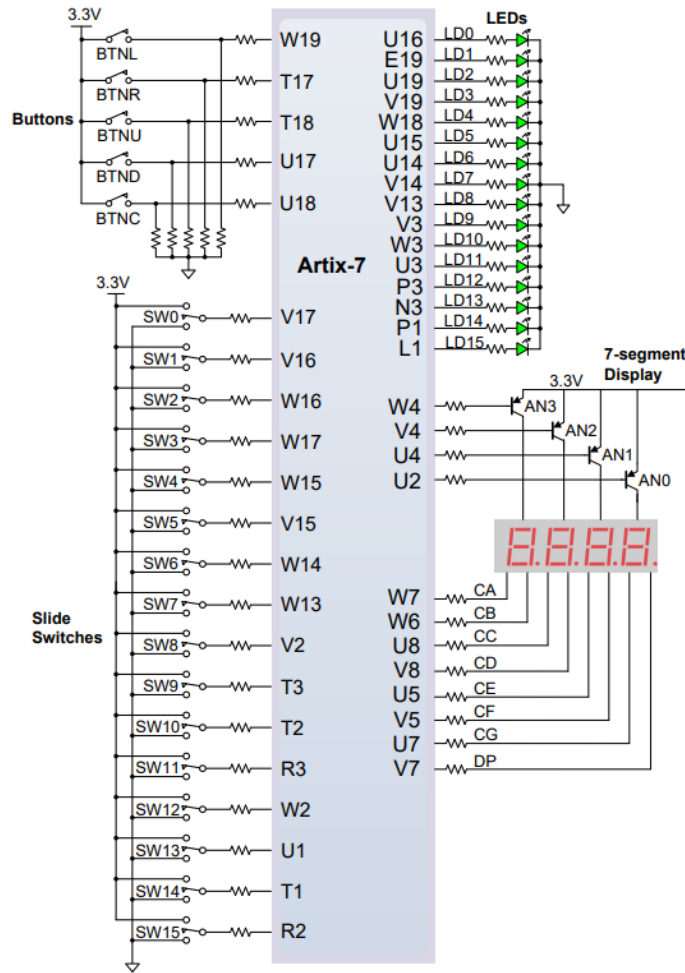 3.3V
BTNL
BTNR
Buttons
BTNU
BTND
BTNC
W19
T17
T18
U17
U18
Artix-7
LEDs
U16 LD0
E19 LD1
U19 LD2
V19 LD3
W18 LD4
U15 LD5
U14 LD6
V14 LD7
V13 LD8
V3 LD9
W3 LD10
U3 LD11
P3 LD12
N3 LD13
P1 LD14
L1 LD15
3.3V
SW0 V17
SW1 V16
SW2 W16
SW3 W17
SW4 W15
SW5 V15
SW6 W14
SW7 W13
Slide
Switches
SW8 V2
SW9 T3
SW10 T2
SW11 R3
SW12 W2
SW13 U1
SW14 T1
SW15 R2
7-segment
Display
3.3V
W4 AN3
V4 AN2
U4 AN1
U2 AN0
8.8.8.8.
W7 CA
W6 CB
U8 CC
V8 CD
U5 CE
V5 CF
U7 CG
V7 DP